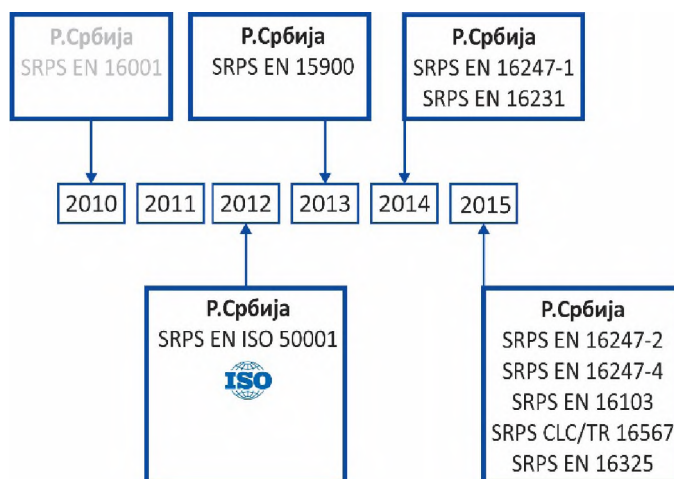 Р.Србија
SRPS EN 16001
Р.Србија
SRPS EN 15900
Р.Србија
SRPS EN 16247-1
SRPS EN 16231
2010
2011
2012
2013
2014
2015
Р.Србија
SRPS EN ISO 50001
ISO
Р.Србија
SRPS EN 16247-2
SRPS EN 16247-4
SRPS EN 16103
SRPS CLC/TR 16567
SRPS EN 16325